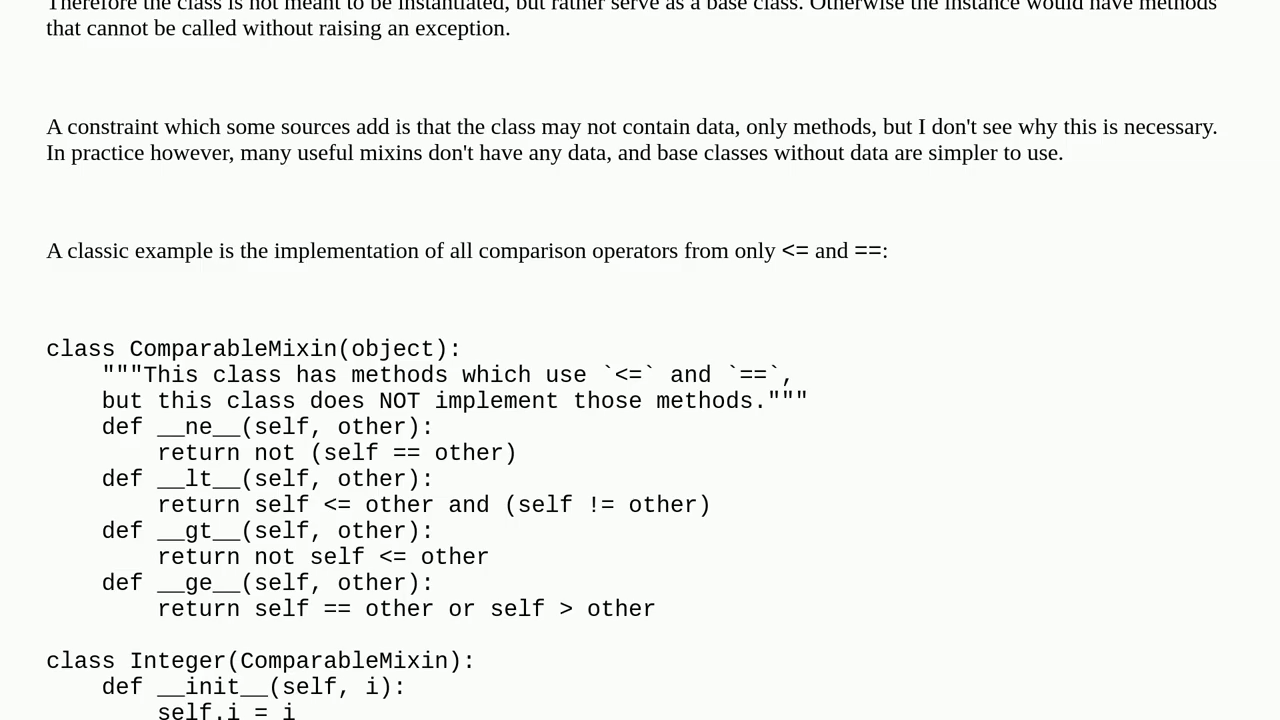 Therefore the class is not meant to be instantiated, but rather serve as a base class. Otherwise the instance would have methods
that cannot be called without raising an exception.
A constraint which some sources add is that the class may not contain data, only methods, but I don't see why this is necessary.
In practice however, many useful mixins don't have any data, and base classes without data are simpler to use.
A classic example is the implementation of all comparison operators from only <= and ==:
class ComparableMixin(object):
    """This class has methods which use `<=` and `==`,
    but this class does NOT implement those methods."""
    def __ne__(self, other):
        return not (self == other)
    def __lt__(self, other):
        return self <= other and (self != other)
    def __gt__(self, other):
        return not self <= other
    def __ge__(self, other):
        return self == other or self > other
class Integer(ComparableMixin):
    def __init__(self, i):
        self.i = i